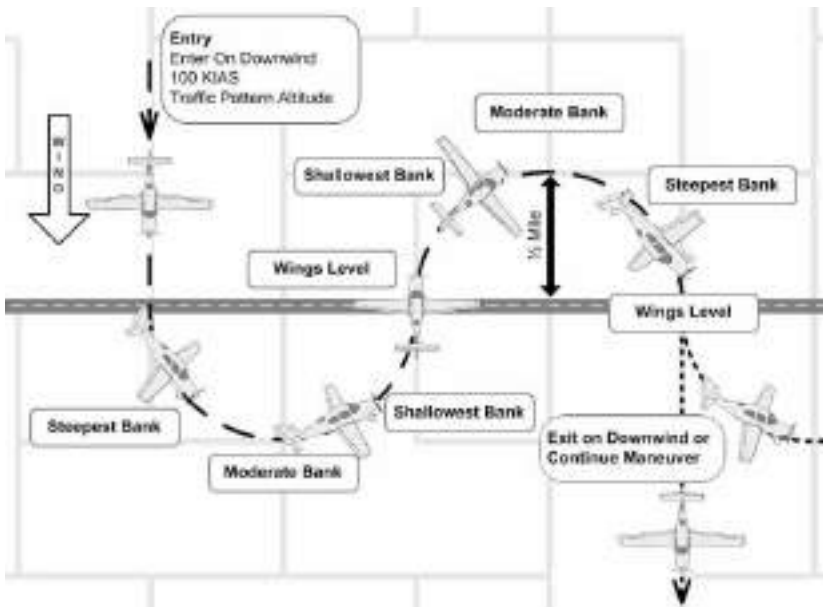 Entry
Enter On Downwind
100 KIAS
Traffic Pattern Altitude
WIND
Moderate Bank
Shallowest Bank
Steepest Bank
½ Mile
Wings Level
Wings Level
Steepest Bank
Shallowest Bank
Moderate Bank
Exit on Downwind or
Continue Maneuver